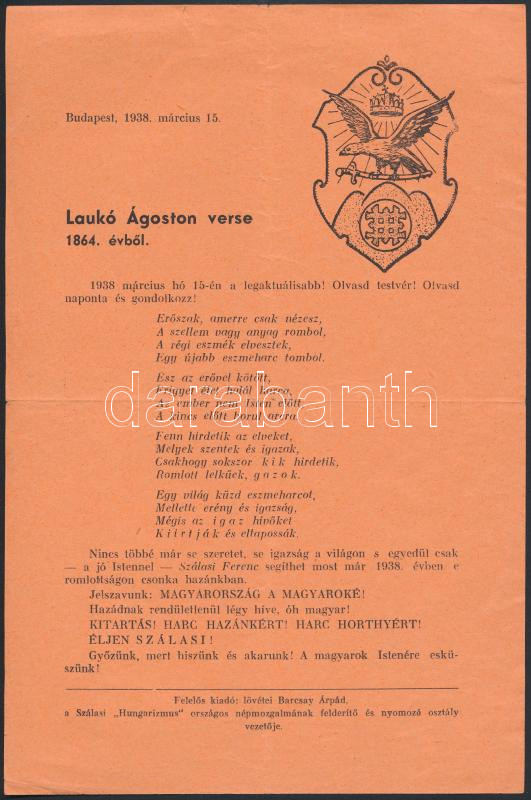 Budapest, 1938. március 15.
Laukó Ágoston verse
1864. évből.
1938 március hó 15-én a legaktuálisabb! Olvasd testvér! Olvasd
naponta és gondolkozz!
Erőszak, amerre csak nézesz,
A szellem vagy anyag rombol,
A régi eszmék elvesztek,
Egy újabb eszmeharc tombol.
Ész az erővel kötött,
élet halál harca,
Az ember nem Isten előtt
A kincs előtt borul arcra.
Fenn hirdetik az elveket,
Melyek szentek és igazak,
Csakhogy sokszor kik hirdetik,
Romlott lelkűek, gazok.
Egy világ küzd eszmeharcot,
Mellette erény és igazság,
Mégis az igaz hivőket
Kiirtják és eltapossák.
Nincs többé már se szeretet, se igazság a világon s egyedül csak
— a jó Istennel — Szálasi Ferenc segíthet most már 1938. évben e
romlottságon csonka hazánkban.
Jelszavunk: MAGYARORSZÁG A MAGYAROKÉ!
Hazádnak rendületlenül légy híve, óh magyar!
KITARTÁS! HARC HAZÁNKÉRT! HARC HORTHYÉRT!
ÉLJEN SZÁLASI!
Győzünk, mert hiszünk és akarunk! A magyarok Istenére eskü-
szünk!
Felelős kiadó: lövétei Barcsay Árpád,
a Szálasi „Hungarizmus" országos népmozgalmának felderítő és nyomozó osztály
vezetője.
darabanth